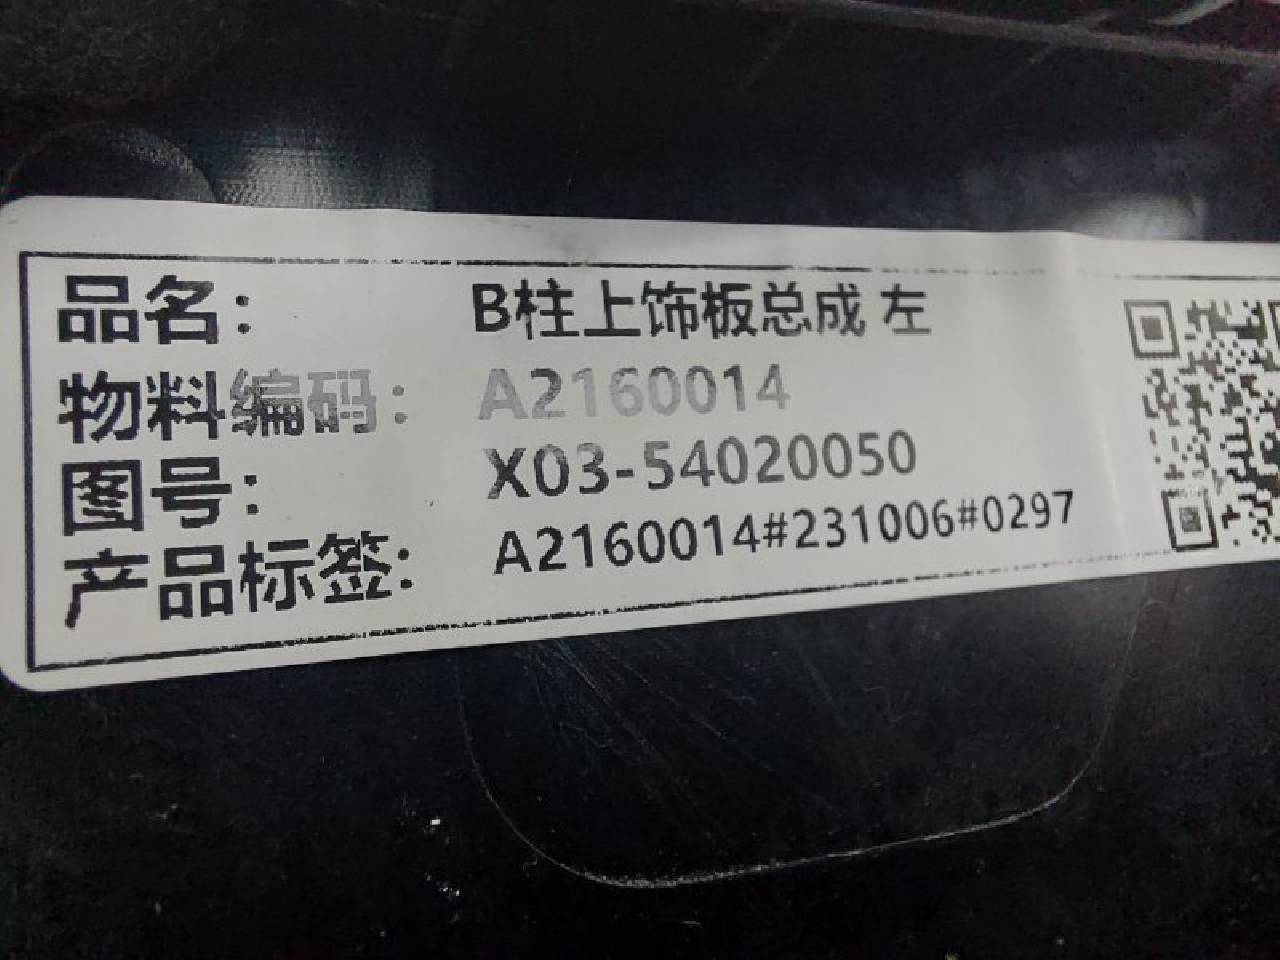 品名： B柱上饰板总成 左
物料编码： A2160014
图号： X03-54020050
产品标签： A2160014#231006#0297